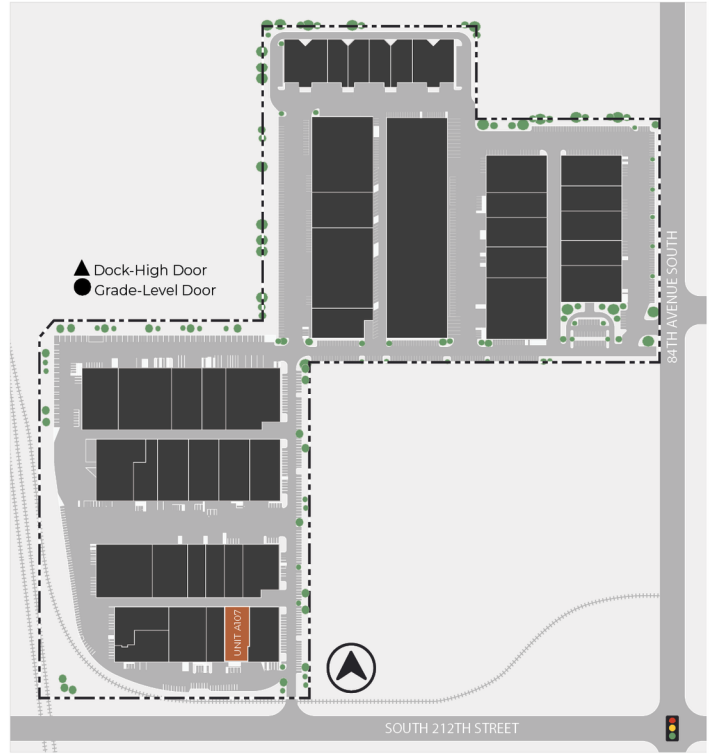 Dock-High Door
Grade-Level Door
84TH AVENUE SOUTH
UNIT A107
SOUTH 212TH STREET